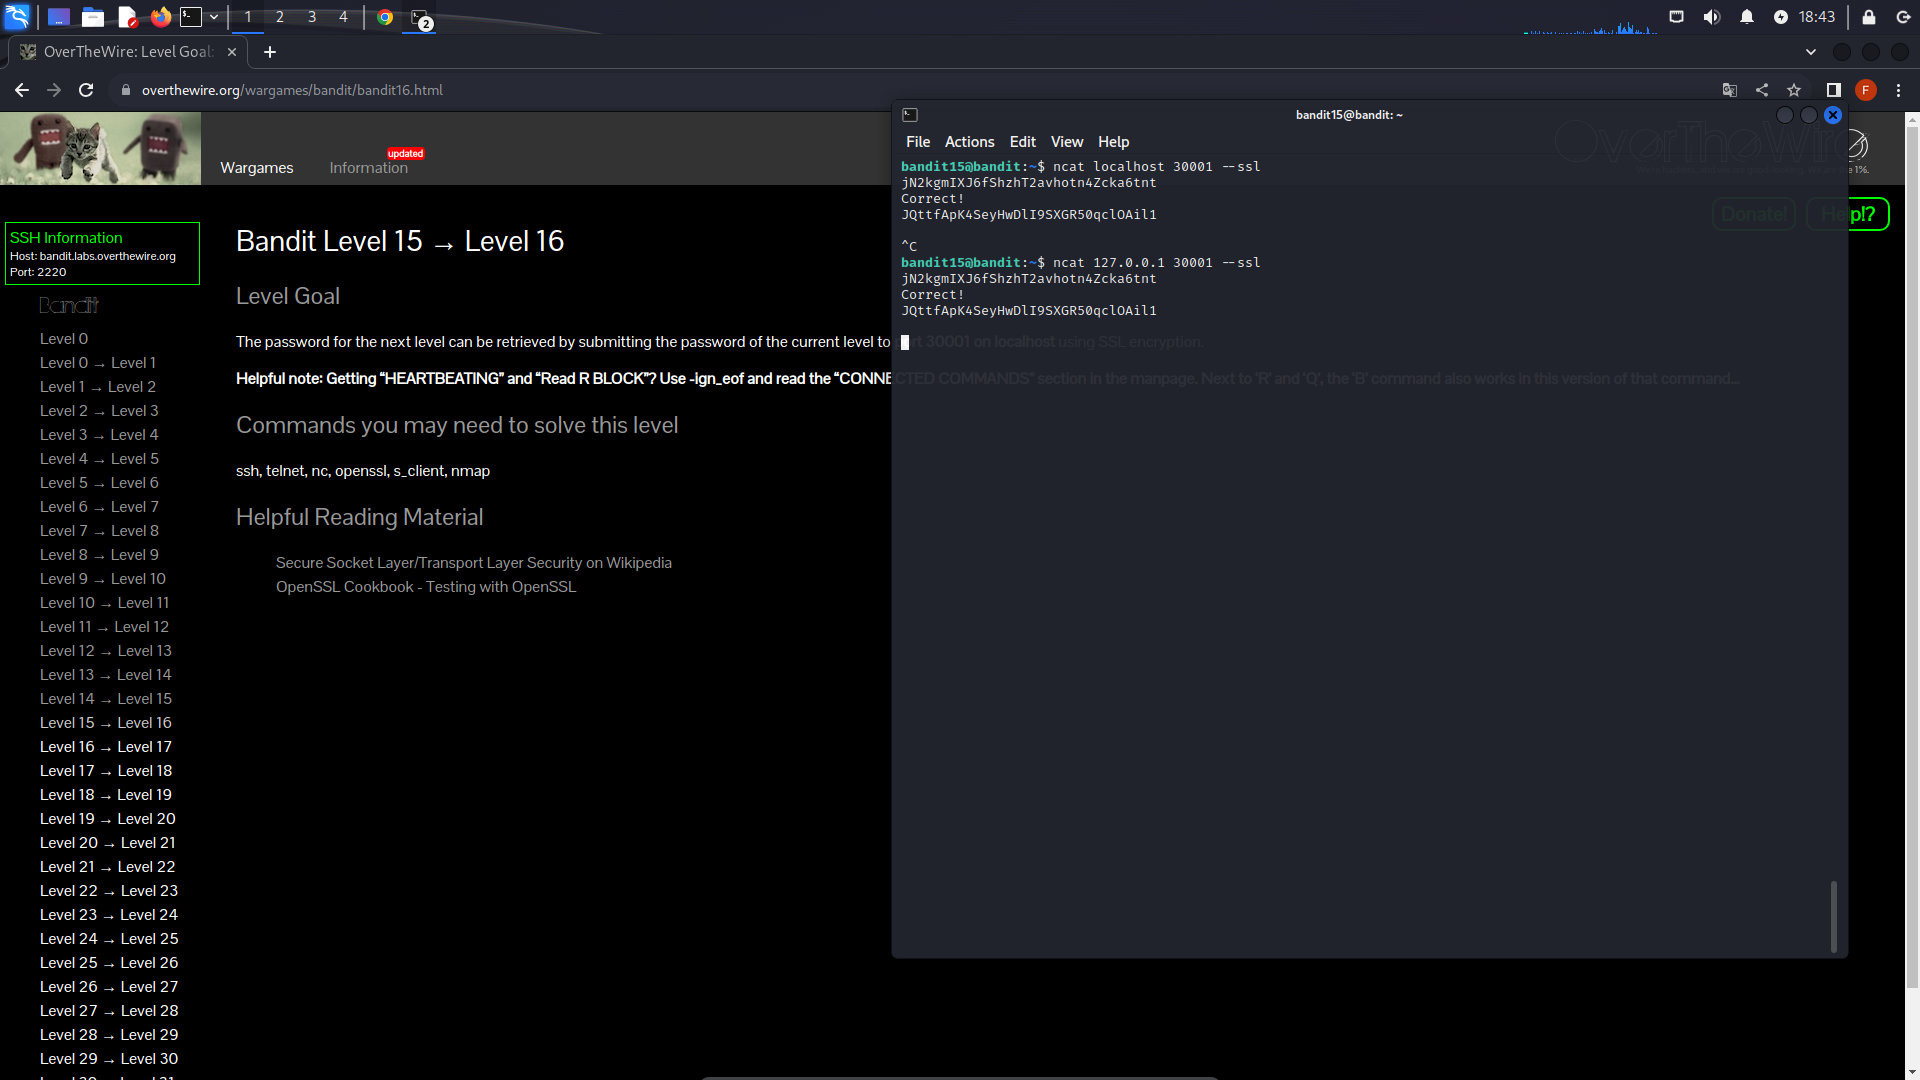 1 2 3 4 2 18:43
OverTheWire: Level Goal:
overthewire.org/wargames/bandit/bandit16.html F
Wargames Information updated
OverTheWire
Donate! Help!?
SSH Information
Host: bandit.labs.overthewire.org
Port: 2220
Bandit
Level 0
Level 0 → Level 1
Level 1 → Level 2
Level 2 → Level 3
Level 3 → Level 4
Level 4 → Level 5
Level 5 → Level 6
Level 6 → Level 7
Level 7 → Level 8
Level 8 → Level 9
Level 9 → Level 10
Level 10 → Level 11
Level 11 → Level 12
Level 12 → Level 13
Level 13 → Level 14
Level 14 → Level 15
Level 15 → Level 16
Level 16 → Level 17
Level 17 → Level 18
Level 18 → Level 19
Level 19 → Level 20
Level 20 → Level 21
Level 21 → Level 22
Level 22 → Level 23
Level 23 → Level 24
Level 24 → Level 25
Level 25 → Level 26
Level 26 → Level 27
Level 27 → Level 28
Level 28 → Level 29
Level 29 → Level 30
Bandit Level 15 → Level 16
Level Goal
The password for the next level can be retrieved by submitting the password of the current level to port 30001 on localhost using SSL encryption.
Helpful note: Getting “HEARTBEATING” and “Read R BLOCK”? Use -ign_eof and read the “CONNECTED COMMANDS” section in the manpage. Next to ‘R’ and ‘Q’, the ‘B’ command also works in this version of that command…
Commands you may need to solve this level
ssh, telnet, nc, openssl, s_client, nmap
Helpful Reading Material
Secure Socket Layer/Transport Layer Security on Wikipedia
OpenSSL Cookbook - Testing with OpenSSL
bandit15@bandit: ~
File Actions Edit View Help
bandit15@bandit:~$ ncat localhost 30001 --ssl
jN2kgmIXJ6fShzhT2avhotn4Zcka6tnt
Correct!
JQttfApK4SeyHwDlI9SXGR50qclOAil1
^C
bandit15@bandit:~$ ncat 127.0.0.1 30001 --ssl
jN2kgmIXJ6fShzhT2avhotn4Zcka6tnt
Correct!
JQttfApK4SeyHwDlI9SXGR50qclOAil1